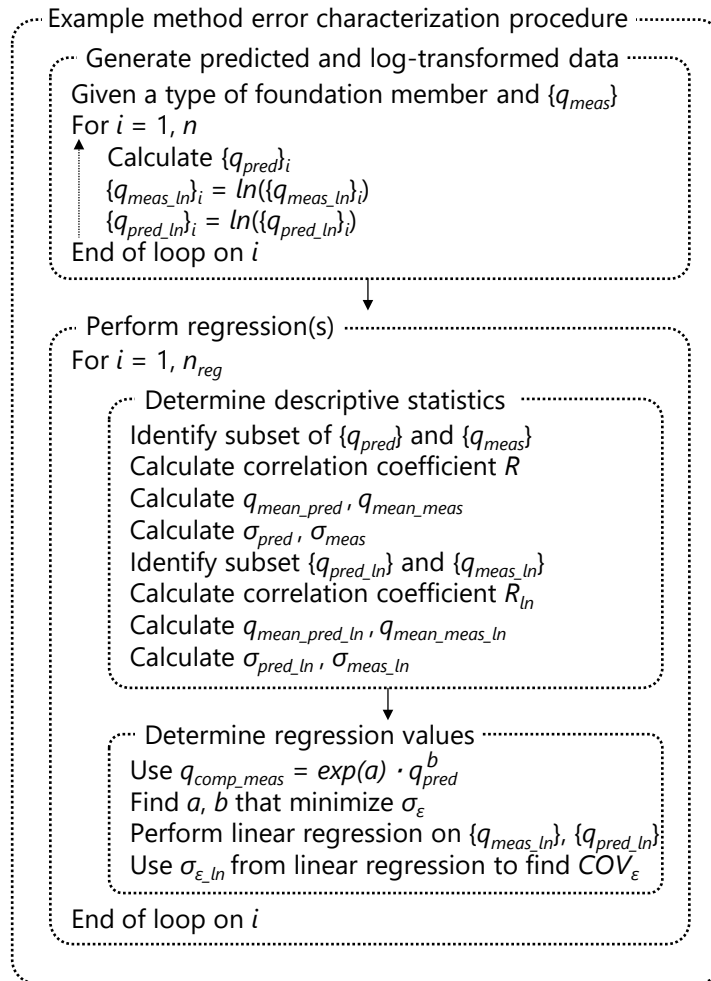 Example method error characterization procedure
Generate predicted and log-transformed data
Given a type of foundation member and {q_meas}
For i = 1, n
Calculate {q_pred}_i
{q_meas_ln}_i = ln({q_meas_ln}_i)
{q_pred_ln}_i = ln({q_pred_ln}_i)
End of loop on i
Perform regression(s)
For i = 1, n_reg
Determine descriptive statistics
Identify subset of {q_pred} and {q_meas}
Calculate correlation coefficient R
Calculate q_mean_pred, q_mean_meas
Calculate σ_pred, σ_meas
Identify subset {q_pred_ln} and {q_meas_ln}
Calculate correlation coefficient R_ln
Calculate q_mean_pred_ln, q_mean_meas_ln
Calculate σ_pred_ln, σ_meas_ln
Determine regression values
Use q_comp_meas = exp(a) · q_pred^b
Find a, b that minimize σ_ε
Perform linear regression on {q_meas_ln}, {q_pred_ln}
Use σ_ε_ln from linear regression to find COV_ε
End of loop on i